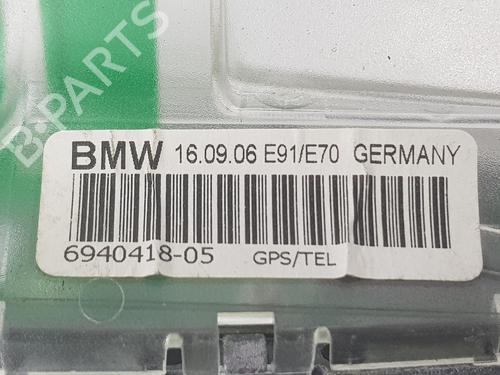 B-PARTS
BMW 16.09.06 E91/E70 GERMANY
6940418-05 GPS/TEL